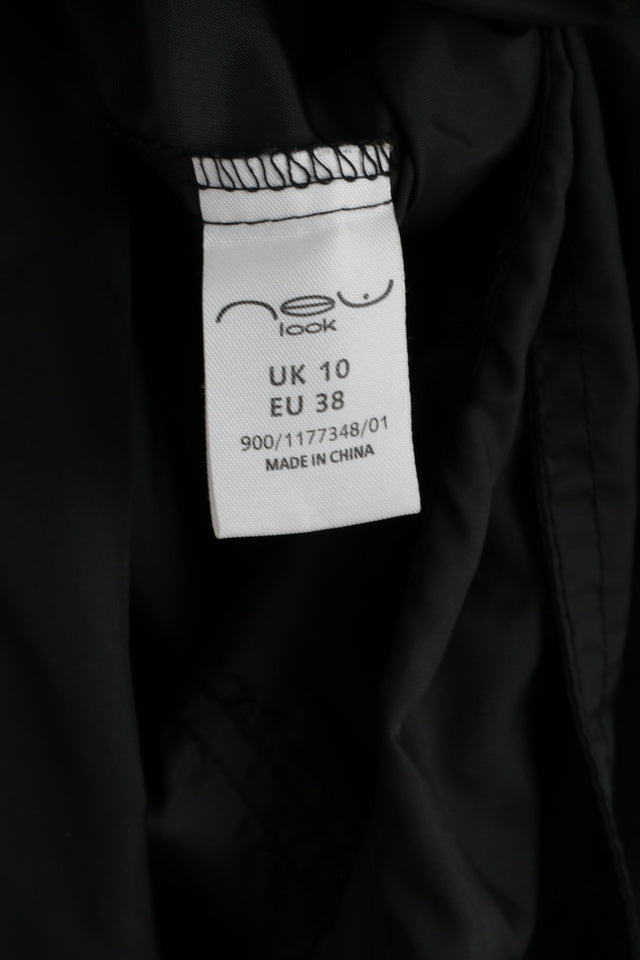 new
look
UK 10
EU 38
900/1177348/01
MADE IN CHINA